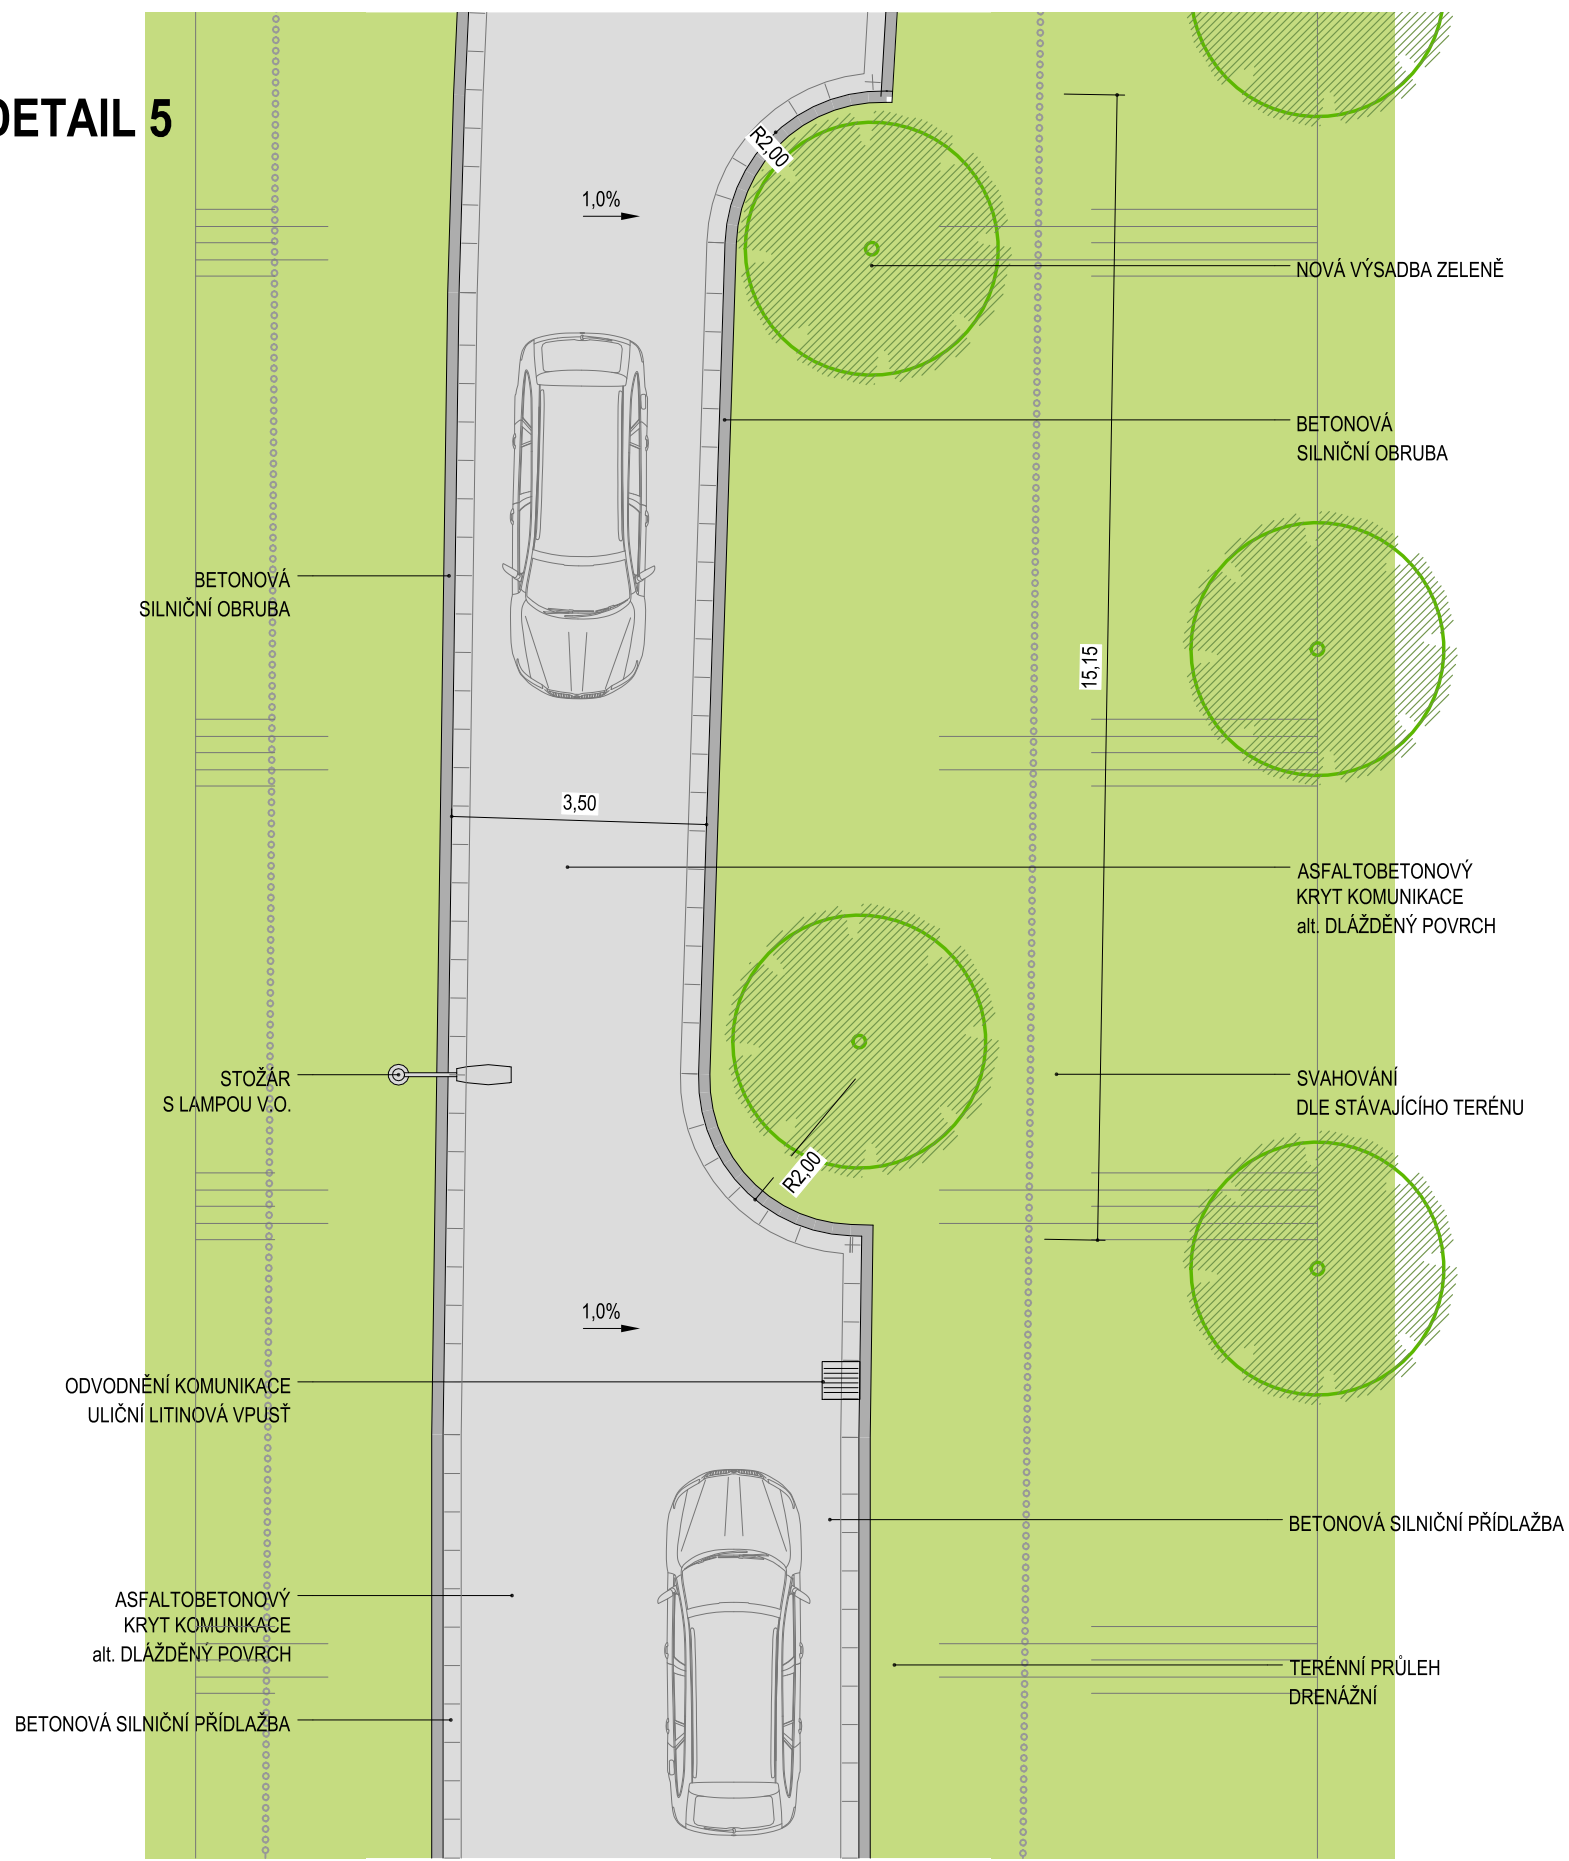 DETAIL 5
R2,00
1,0%
NOVÁ VÝSADBA ZELENĚ
BETONOVÁ
SILNIČNÍ OBRUBA
BETONOVÁ
SILNIČNÍ OBRUBA
15,15
3,50
ASFALTOBETONOVÝ
KRYT KOMUNIKACE
alt. DLÁŽDĚNÝ POVRCH
STOŽÁR
S LAMPOU V.O.
SVAHOVÁNÍ
DLE STÁVAJÍCÍHO TERÉNU
R2,00
1,0%
ODVODNĚNÍ KOMUNIKACE
ULIČNÍ LITINOVÁ VPUSŤ
BETONOVÁ SILNIČNÍ PŘÍDLAŽBA
ASFALTOBETONOVÝ
KRYT KOMUNIKACE
alt. DLÁŽDĚNÝ POVRCH
TERÉNNÍ PRŮLEH
DRENÁŽNÍ
BETONOVÁ SILNIČNÍ PŘÍDLAŽBA